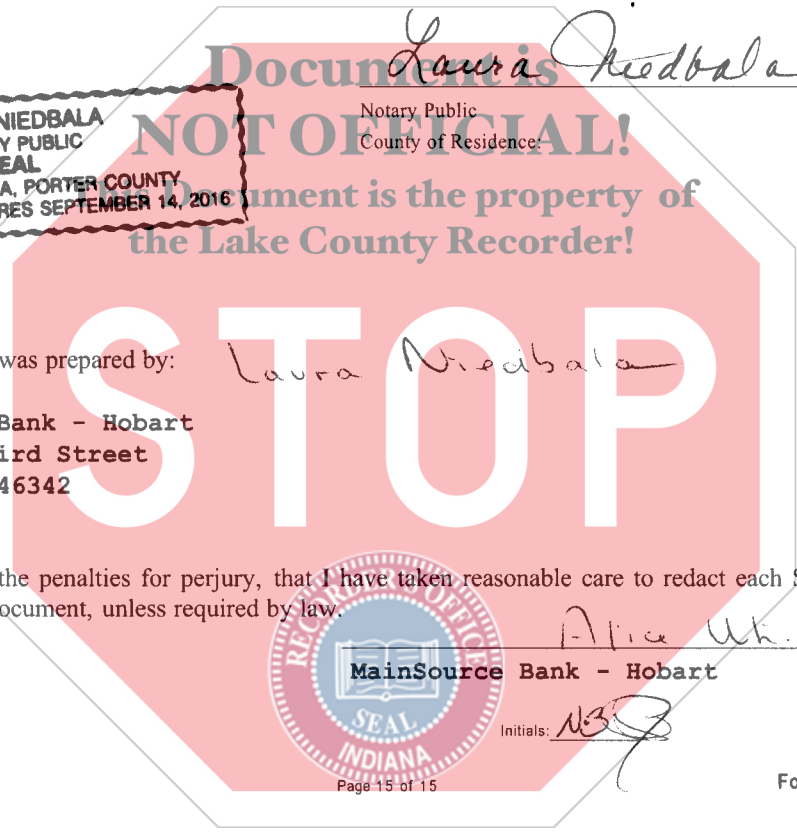 Document is
Laura Niedbala
NIEDBALA
Y PUBLIC
EAL
A, PORTER COUNTY
RES SEPTEMBER 14, 2016
Notary Public
County of Residence:
NOT OFFICIAL!
This Document is the property of
the Lake County Recorder!
STOP
was prepared by: Laura Niedbala
Bank - Hobart
ird Street
46342
the penalties for perjury, that I have taken reasonable care to redact each S
ocument, unless required by law.
Alice
MainSource Bank - Hobart
RECORDER'S OFFICE
SEAL
INDIANA
Initials: NB
Page 15 of 15
Fo